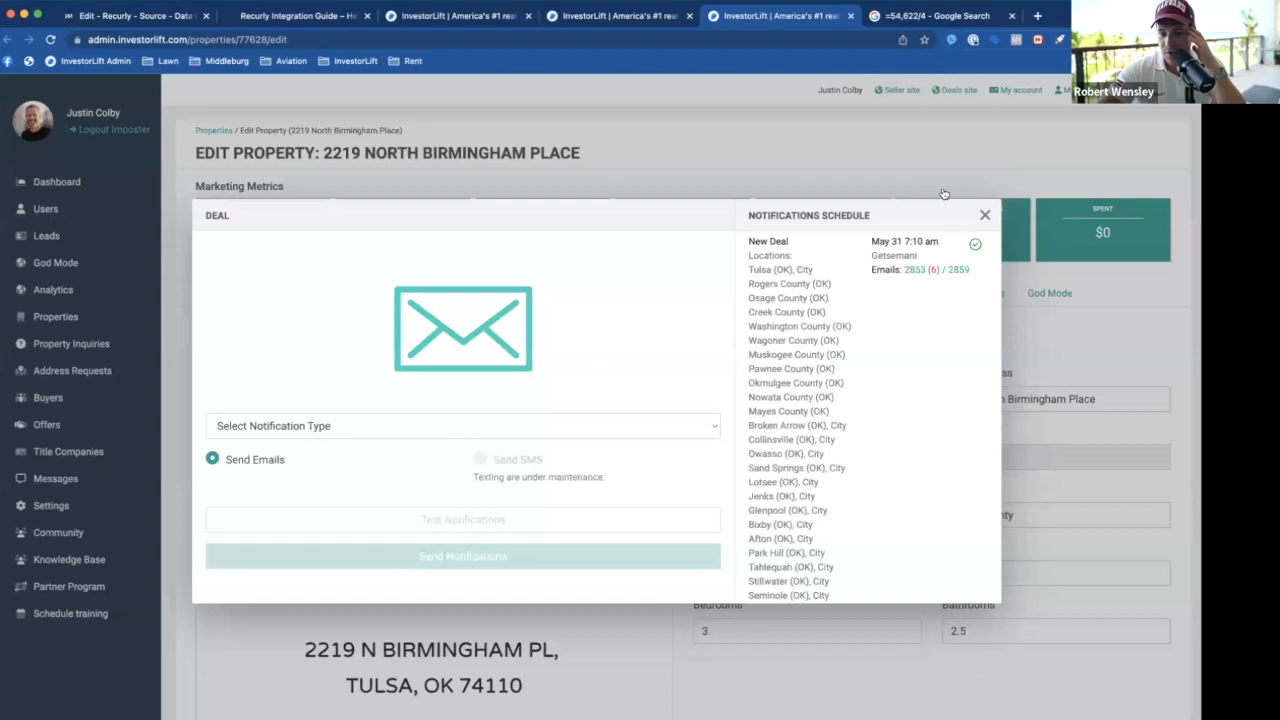 Edit - Recurly - Source - Data
Recurly Integration Guide – He
InvestorLift | America's #1 real
InvestorLift | America's #1 real
InvestorLift | America's #1 real
=54,622/4 - Google Search
admin.investorlift.com/properties/77628/edit
InvestorLift Admin
Lawn
Middleburg
Aviation
InvestorLift
Rent
HARVARD
Robert Wensley
Justin Colby
Logout Imposter
Dashboard
Users
Leads
God Mode
Analytics
Properties
Property Inquiries
Address Requests
Buyers
Offers
Title Companies
Messages
Settings
Community
Knowledge Base
Partner Program
Schedule training
Justin Colby
Seller site
Deals site
My account
Properties / Edit Property (2219 North Birmingham Place)
EDIT PROPERTY: 2219 NORTH BIRMINGHAM PLACE
Marketing Metrics
SPENT
$0
God Mode
DEAL
Select Notification Type
Send Emails
Send SMS
Texting are under maintenance.
Test Notifications
Send Notifications
NOTIFICATIONS SCHEDULE
New Deal
May 31 7:10 am
Locations:
Getsemani
Tulsa (OK), City
Emails: 2853 (6) / 2859
Rogers County (OK)
Osage County (OK)
Creek County (OK)
Washington County (OK)
Wagoner County (OK)
Muskogee County (OK)
Pawnee County (OK)
Okmulgee County (OK)
Nowata County (OK)
Mayes County (OK)
Broken Arrow (OK), City
Collinsville (OK), City
Owasso (OK), City
Sand Springs (OK), City
Lotsee (OK), City
Jenks (OK), City
Glenpool (OK), City
Bixby (OK), City
Afton (OK), City
Park Hill (OK), City
Tahlequah (OK), City
Stillwater (OK), City
Seminole (OK), City
Birmingham Place
Bedrooms
Bathrooms
3
2.5
2219 N BIRMINGHAM PL,
TULSA, OK 74110